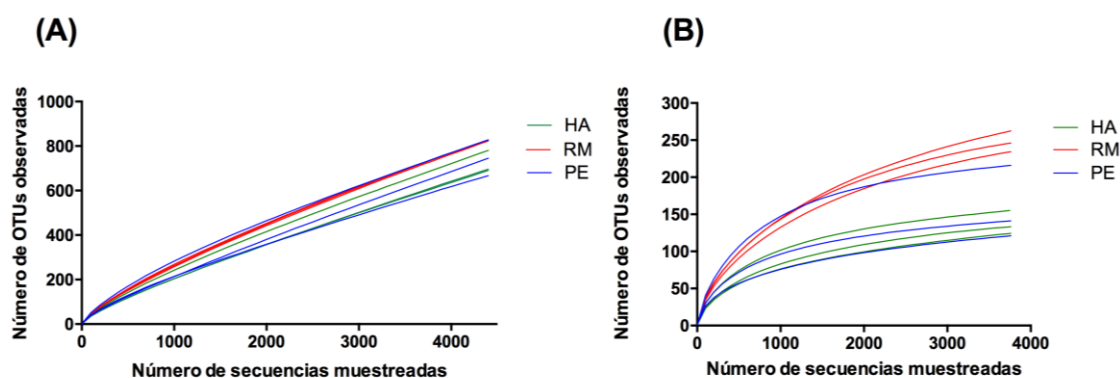 (A)
Número de OTUs observadas
1000
800
600
400
200
0
0 1000 2000 3000 4000
Número de secuencias muestreadas
HA
RM
PE
(B)
Número de OTUs observadas
300
250
200
150
100
50
0
0 1000 2000 3000 4000
Número de secuencias muestreadas
HA
RM
PE